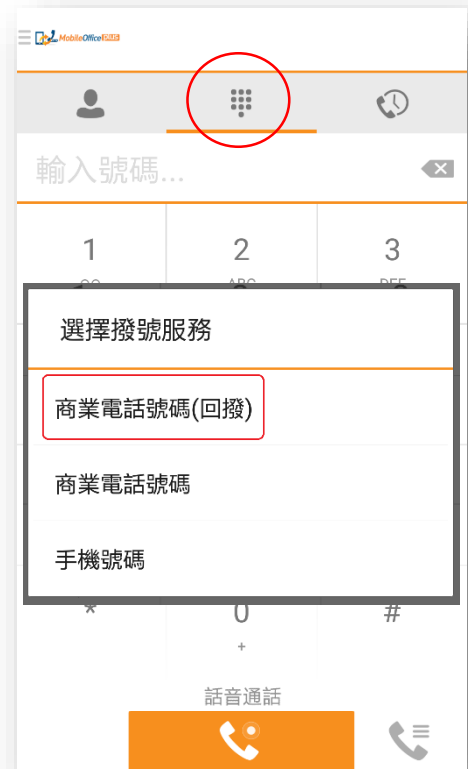 MobileOffice
輸入號碼...
1 2 3
ABC DEF
選擇撥號服務
商業電話號碼(回撥)
商業電話號碼
手機號碼
* 0 #
+
話音通話